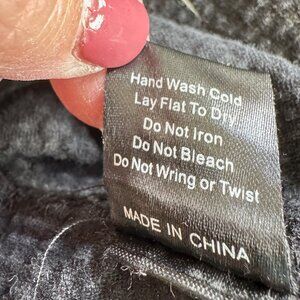 Hand Wash Cold
Lay Flat To Dry
Do Not Iron
Do Not Bleach
Do Not Wring or Twist
MADE IN CHINA